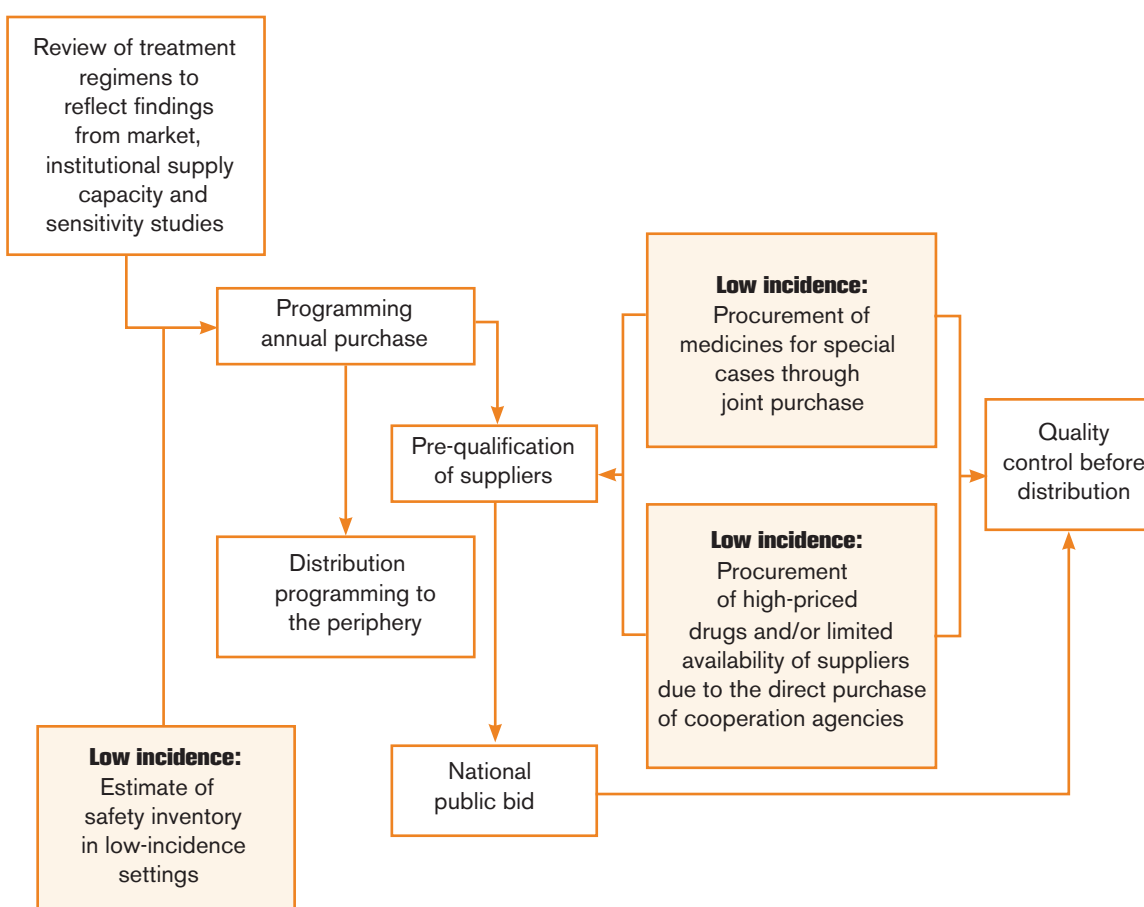 Review of treatment
regimens to
reflect findings
from market,
institutional supply
capacity and
sensitivity studies
Programming
annual purchase
Low incidence:
Procurement of
medicines for special
cases through
joint purchase
Pre-qualification
of suppliers
Quality
control before
distribution
Distribution
programming to
the periphery
Low incidence:
Procurement
of high-priced
drugs and/or limited
availability of suppliers
due to the direct purchase
of cooperation agencies
Low incidence:
Estimate of
safety inventory
in low-incidence
settings
National
public bid